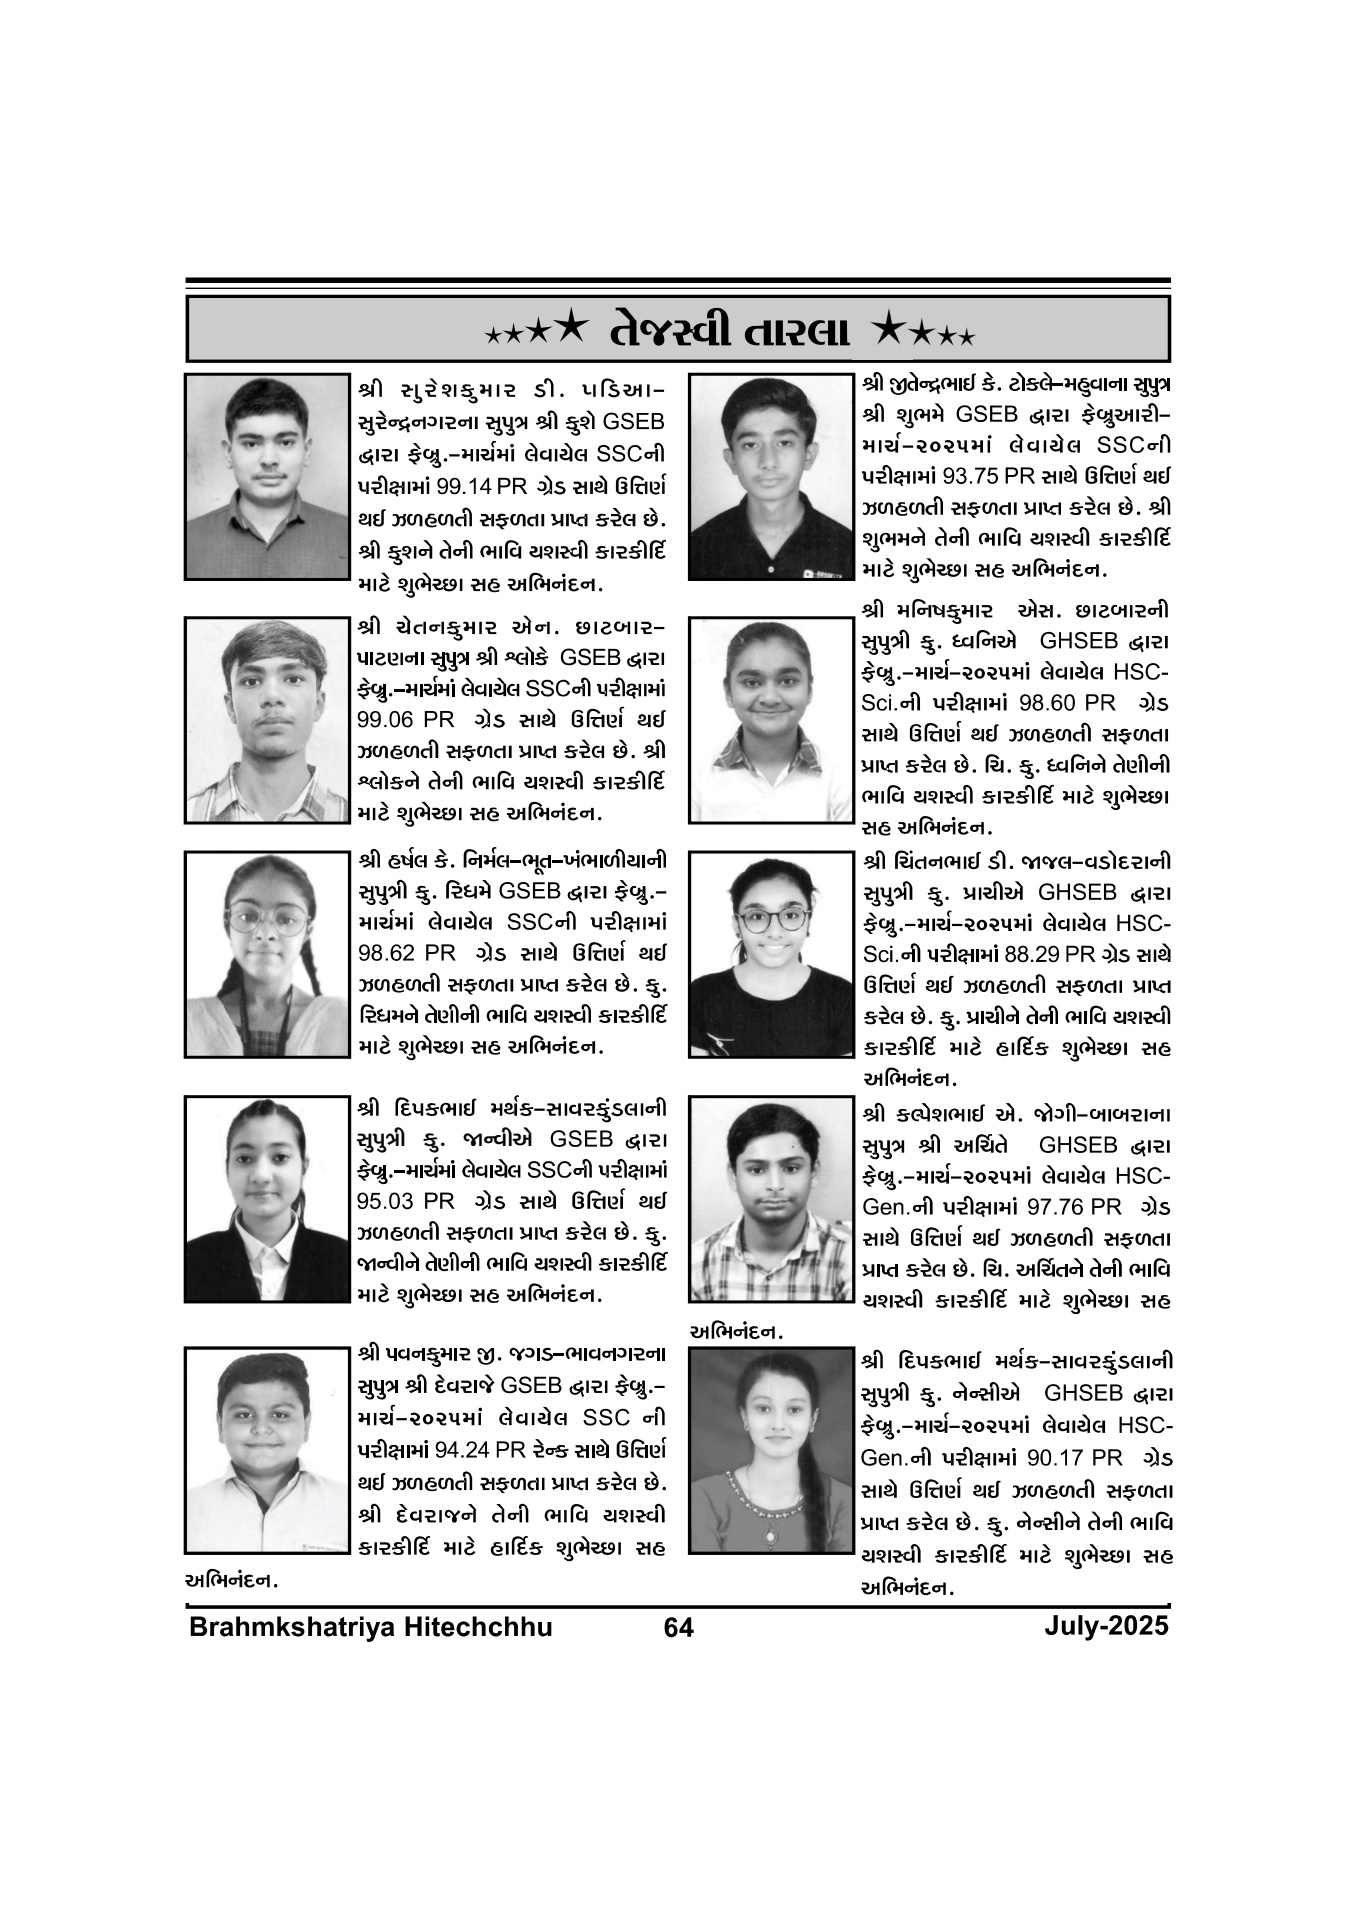 તેજસ્વી તારલા
શ્રી સુરેશકુમાર ડી. પડિઆ–
સુરેન્દ્રનગરના સુપુત્ર શ્રી કુશે GSEB
દ્વારા ફેબ્રુ.–માર્ચમાં લેવાયેલ SSCની
પરીક્ષામાં 99.14 PR ગ્રેડ સાથે ઉત્તિર્ણ
થઈ ઝળહળતી સફળતા પ્રાપ્ત કરેલ છે.
શ્રી કુશને તેની ભાવિ યશસ્વી કારકીર્દિ
માટે શુભેચ્છા સહ અભિનંદન.
શ્રી ચેતનકુમાર એન. છાટબાર–
પાટણના સુપુત્ર શ્રી શ્લોકે GSEB દ્વારા
ફેબ્રુ.–માર્ચમાં લેવાયેલ SSCની પરીક્ષામાં
99.06 PR ગ્રેડ સાથે ઉત્તિર્ણ થઈ
ઝળહળતી સફળતા પ્રાપ્ત કરેલ છે. શ્રી
શ્લોકને તેની ભાવિ યશસ્વી કારકીર્દિ
માટે શુભેચ્છા સહ અભિનંદન.
શ્રી હર્ષલ કે. નિર્મલ–ભૂત–ખંભાળીયાની
સુપુત્રી કુ. રિધમે GSEB દ્વારા ફેબ્રુ.–
માર્ચમાં લેવાયેલ SSCની પરીક્ષામાં
98.62 PR ગ્રેડ સાથે ઉત્તિર્ણ થઈ
ઝળહળતી સફળતા પ્રાપ્ત કરેલ છે. કુ.
રિધમને તેણીની ભાવિ યશસ્વી કારકીર્દિ
માટે શુભેચ્છા સહ અભિનંદન.
શ્રી દિપકભાઈ મર્થક–સાવરકુંડલાની
સુપુત્રી કુ. જાન્વીએ GSEB દ્વારા
ફેબ્રુ.–માર્ચમાં લેવાયેલ SSCની પરીક્ષામાં
95.03 PR ગ્રેડ સાથે ઉત્તિર્ણ થઈ
ઝળહળતી સફળતા પ્રાપ્ત કરેલ છે. કુ.
જાન્વીને તેણીની ભાવિ યશસ્વી કારકીર્દિ
માટે શુભેચ્છા સહ અભિનંદન.
શ્રી પવનકુમાર જી. જગડ–ભાવનગરના
સુપુત્ર શ્રી દેવરાજે GSEB દ્વારા ફેબ્રુ.–
માર્ચ–૨૦૨૫માં લેવાયેલ SSC ની
પરીક્ષામાં 94.24 PR રેન્ક સાથે ઉત્તિર્ણ
થઈ ઝળહળતી સફળતા પ્રાપ્ત કરેલ છે.
શ્રી દેવરાજને તેની ભાવિ યશસ્વી
કારકીર્દિ માટે હાર્દિક શુભેચ્છા સહ
અભિનંદન.
શ્રી જીતેન્દ્રભાઈ કે. ટોકલે–મહુવાના સુપુત્ર
શ્રી શુભમે GSEB દ્વારા ફેબ્રુઆરી–
માર્ચ–૨૦૨૫માં લેવાયેલ SSCની
પરીક્ષામાં 93.75 PR સાથે ઉત્તિર્ણ થઈ
ઝળહળતી સફળતા પ્રાપ્ત કરેલ છે. શ્રી
શુભમને તેની ભાવિ યશસ્વી કારકીર્દિ
માટે શુભેચ્છા સહ અભિનંદન.
શ્રી મનિષકુમાર એસ. છાટબારની
સુપુત્રી કુ. ધ્વનિએ GHSEB દ્વારા
ફેબ્રુ.–માર્ચ–૨૦૨૫માં લેવાયેલ HSC-
Sci.ની પરીક્ષામાં 98.60 PR ગ્રેડ
સાથે ઉત્તિર્ણ થઈ ઝળહળતી સફળતા
પ્રાપ્ત કરેલ છે. ચિ. કુ. ધ્વનિને તેણીની
ભાવિ યશસ્વી કારકીર્દિ માટે શુભેચ્છા
સહ અભિનંદન.
શ્રી ચિંતનભાઈ ડી. જાજલ–વડોદરાની
સુપુત્રી કુ. પ્રાચીએ GHSEB દ્વારા
ફેબ્રુ.–માર્ચ–૨૦૨૫માં લેવાયેલ HSC-
Sci.ની પરીક્ષામાં 88.29 PR ગ્રેડ સાથે
ઉત્તિર્ણ થઈ ઝળહળતી સફળતા પ્રાપ્ત
કરેલ છે. કુ. પ્રાચીને તેની ભાવિ યશસ્વી
કારકીર્દિ માટે હાર્દિક શુભેચ્છા સહ
અભિનંદન.
શ્રી કલ્પેશભાઈ એ. જોગી–બાબરાના
સુપુત્ર શ્રી અર્ચિતે GHSEB દ્વારા
ફેબ્રુ.–માર્ચ–૨૦૨૫માં લેવાયેલ HSC-
Gen.ની પરીક્ષામાં 97.76 PR ગ્રેડ
સાથે ઉત્તિર્ણ થઈ ઝળહળતી સફળતા
પ્રાપ્ત કરેલ છે. ચિ. અર્ચિતને તેની ભાવિ
યશસ્વી કારકીર્દિ માટે શુભેચ્છા સહ
અભિનંદન.
શ્રી દિપકભાઈ મર્થક–સાવરકુંડલાની
સુપુત્રી કુ. નેન્સીએ GHSEB દ્વારા
ફેબ્રુ.–માર્ચ–૨૦૨૫માં લેવાયેલ HSC-
Gen.ની પરીક્ષામાં 90.17 PR ગ્રેડ
સાથે ઉત્તિર્ણ થઈ ઝળહળતી સફળતા
પ્રાપ્ત કરેલ છે. કુ. નેન્સીને તેની ભાવિ
યશસ્વી કારકીર્દિ માટે શુભેચ્છા સહ
અભિનંદન.
Brahmkshatriya Hitechchhu 64 July-2025